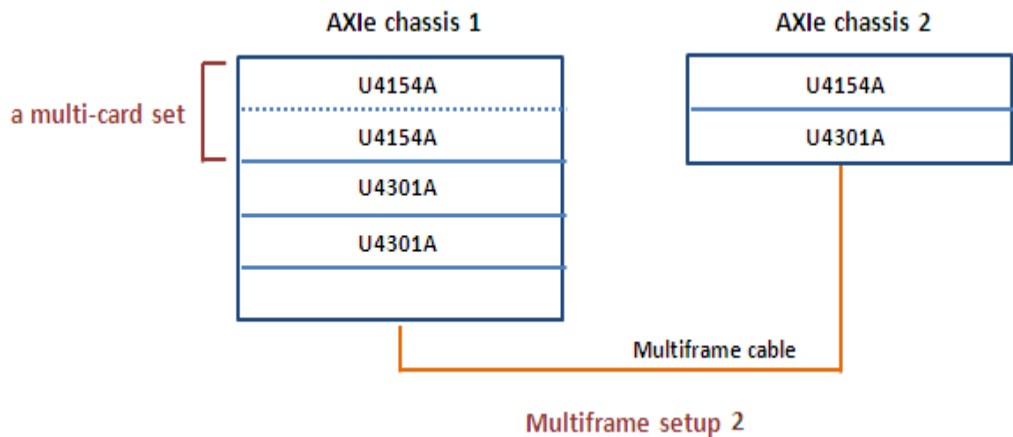 AXIe chassis 1
AXIe chassis 2
a multi-card set
U4154A
U4154A
U4301A
U4301A
U4154A
U4301A
Multiframe cable
Multiframe setup 2